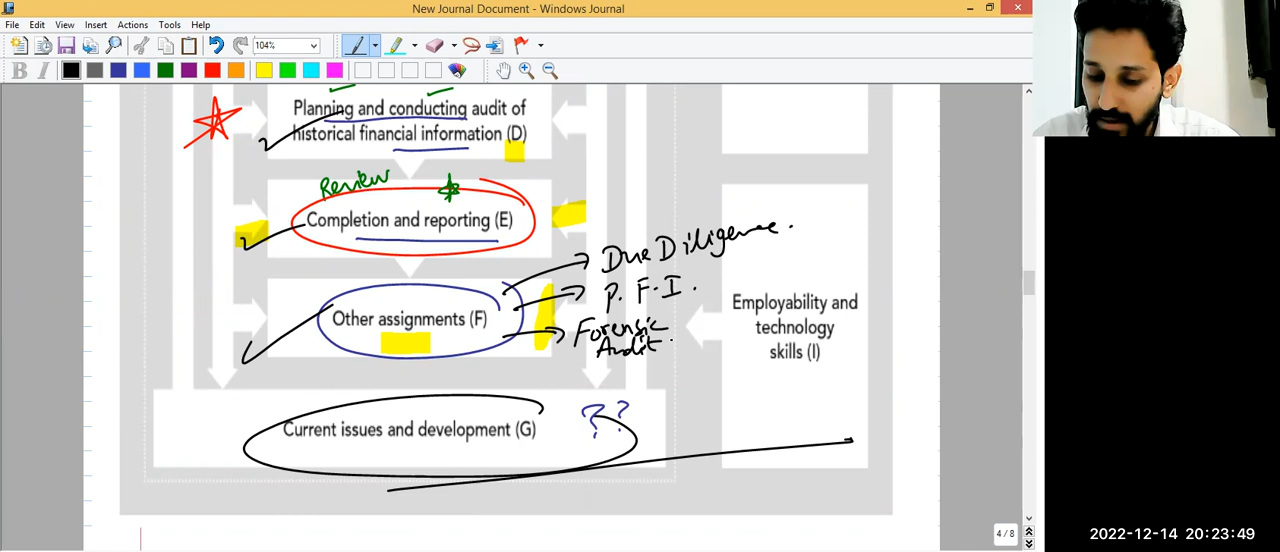 New Journal Document - Windows Journal
File Edit View Insert Actions Tools Help
104%
B I
Planning and conducting audit of
historical financial information (D)
Review
Completion and reporting (E)
Due Diligence.
P. F. I.
Other assignments (F)
Forensic
Audit.
Employability and
technology
skills (I)
Current issues and development (G)
? ?
4 / 8
2022-12-14 20:23:49